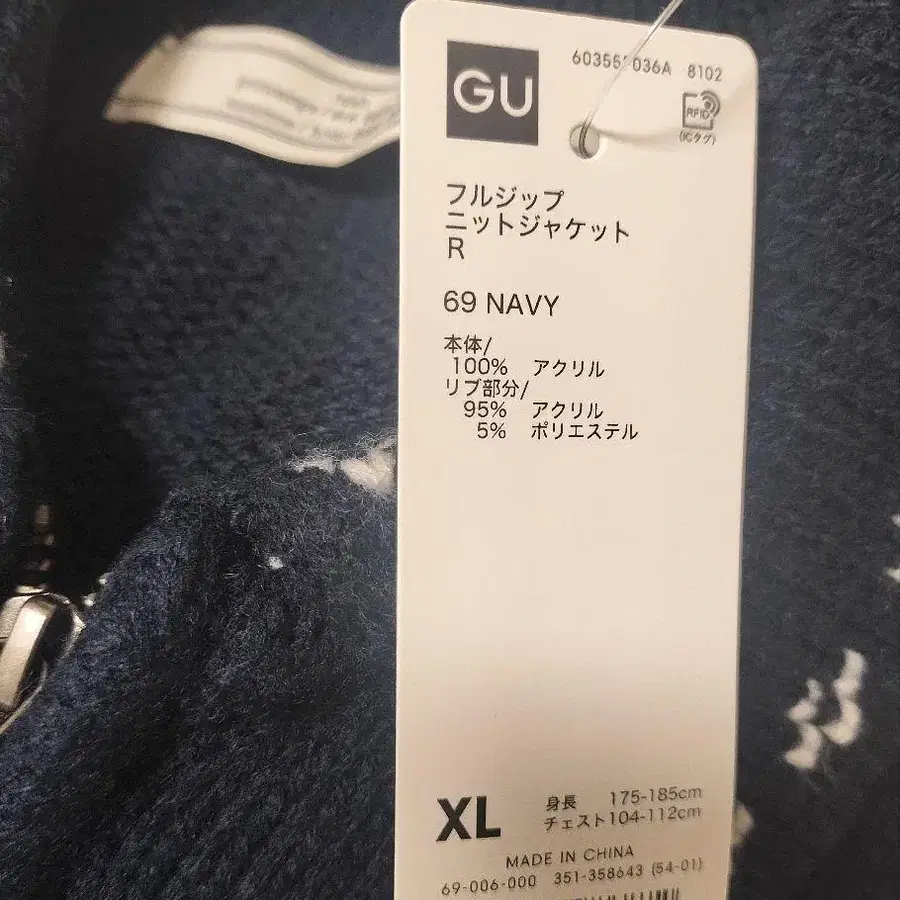 GU
8102
RFID
(ICタグ)
フルジップ
ニットジャケット
R
69 NAVY
本体/
100% アクリル
リブ部分/
95% アクリル
5% ポリエステル
XL
身長 175-185cm
チェスト104-112cm
MADE IN CHINA
69-006-000 351-358643 (54-01)